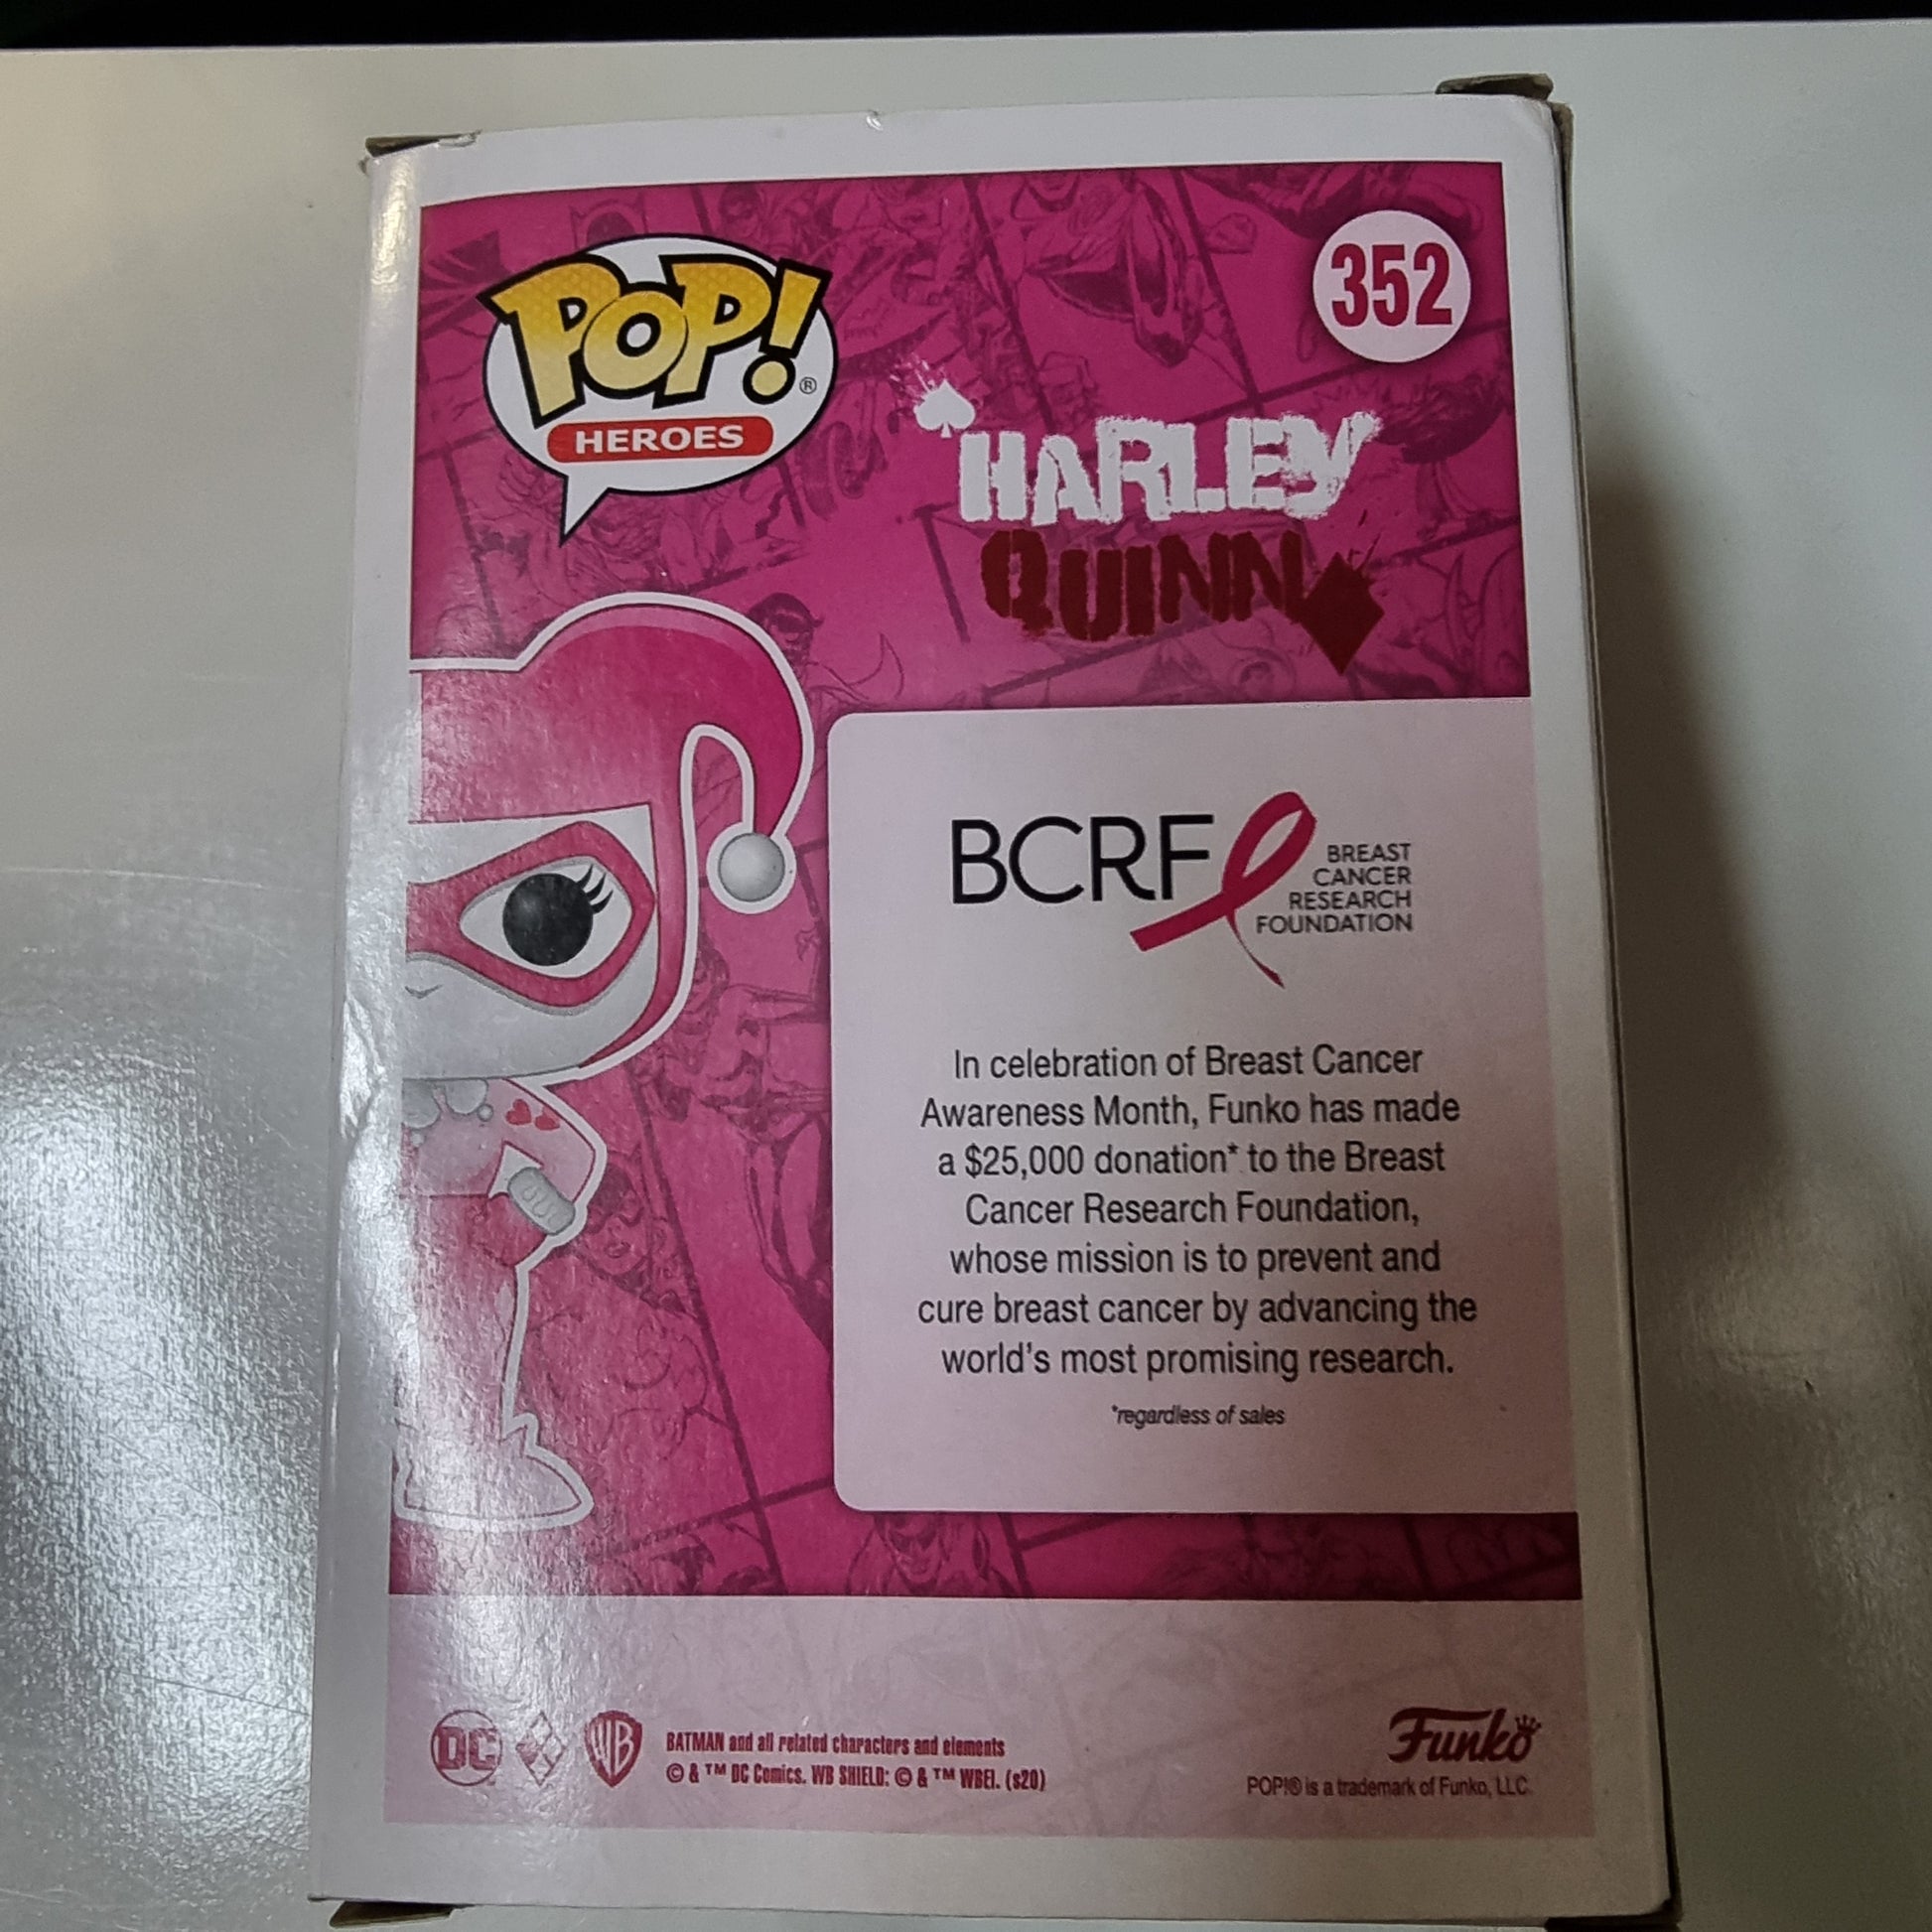 POP!®
HEROES
352
HARLEY
QUINN
BCRF
BREAST
CANCER
RESEARCH
FOUNDATION
In celebration of Breast Cancer
Awareness Month, Funko has made
a $25,000 donation* to the Breast
Cancer Research Foundation,
whose mission is to prevent and
cure breast cancer by advancing the
world's most promising research.
*regardless of sales
DC
WB
BATMAN and all related characters and elements
© & ™ DC Comics. WB SHIELD: © & ™ WBEI. (s20)
Funko
POP!® is a trademark of Funko, LLC.